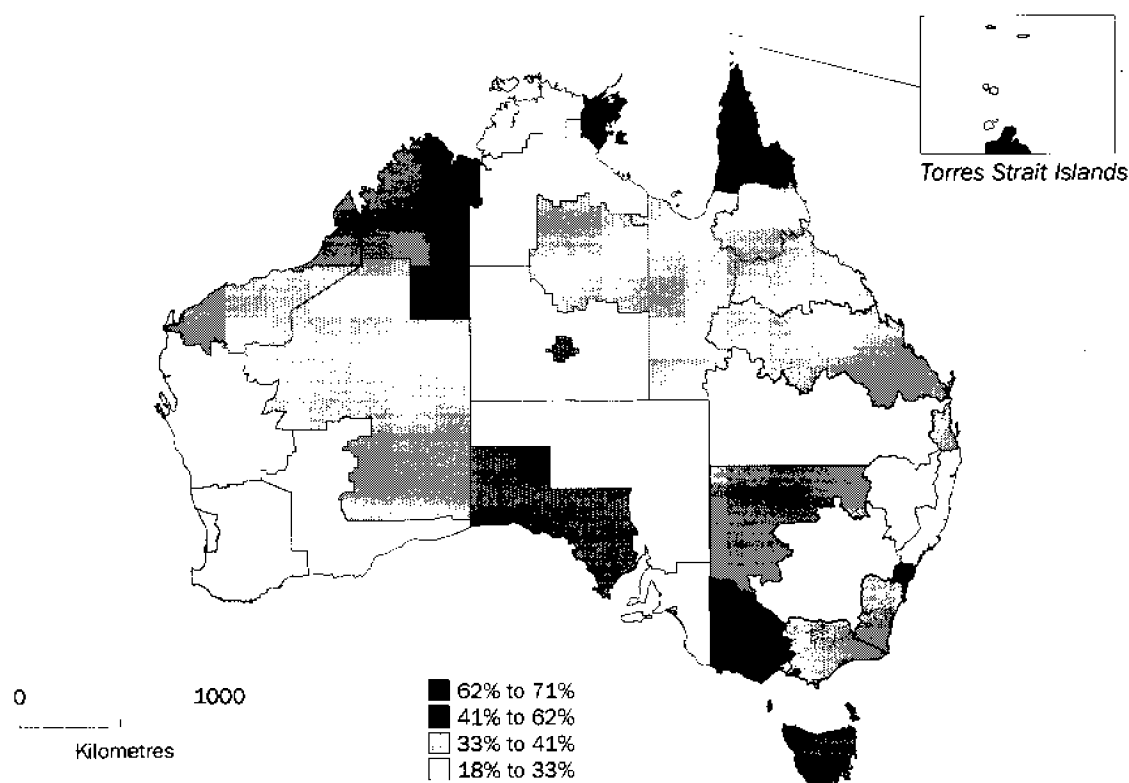 Torres Strait Islands
0 1000
Kilometres
62% to 71%
41% to 62%
33% to 41%
18% to 33%